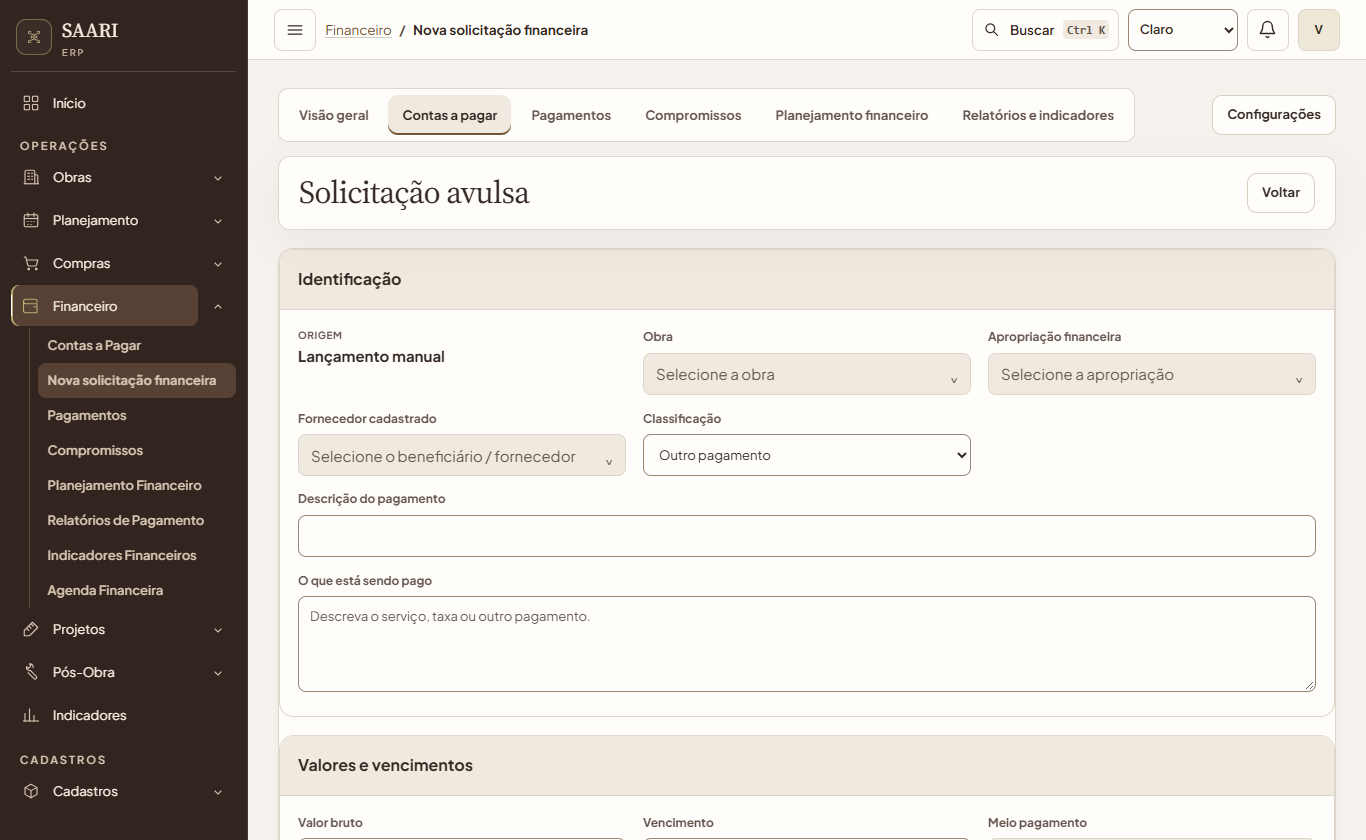 SAARI
ERP
Início
OPERAÇÕES
Obras
Planejamento
Compras
Financeiro
Contas a Pagar
Nova solicitação financeira
Pagamentos
Compromissos
Planejamento Financeiro
Relatórios de Pagamento
Indicadores Financeiros
Agenda Financeira
Projetos
Pós-Obra
Indicadores
CADASTROS
Cadastros
Financeiro / Nova solicitação financeira
Buscar Ctrl K
Claro
V
Visão geral Contas a pagar Pagamentos Compromissos Planejamento financeiro Relatórios e indicadores
Configurações
Solicitação avulsa
Voltar
Identificação
ORIGEM
Lançamento manual
Obra
Selecione a obra
Apropriação financeira
Selecione a apropriação
Fornecedor cadastrado
Selecione o beneficiário / fornecedor
Classificação
Outro pagamento
Descrição do pagamento
O que está sendo pago
Descreva o serviço, taxa ou outro pagamento.
Valores e vencimentos
Valor bruto
Vencimento
Meio pagamento